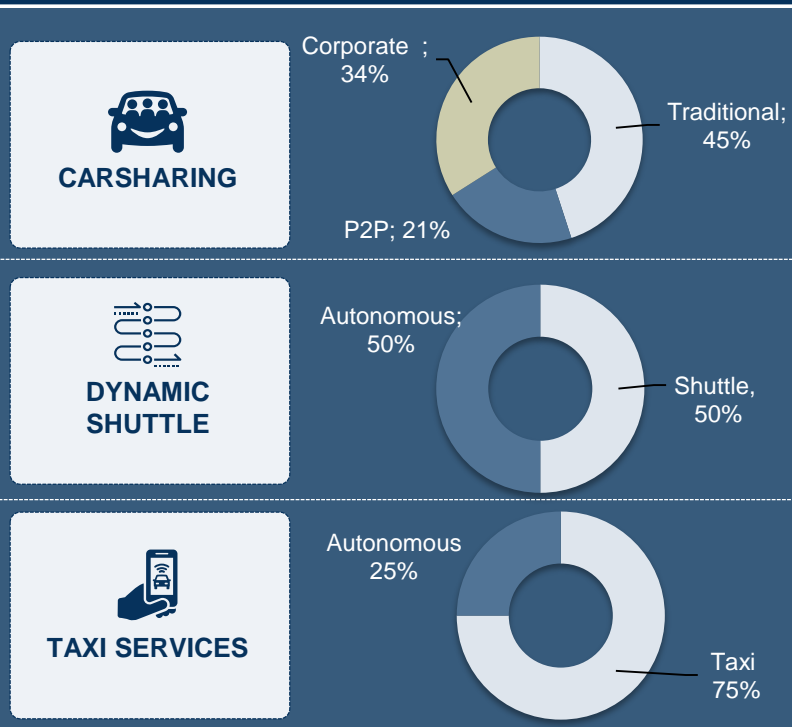 CARSHARING
Corporate ;
34%
Traditional;
45%
P2P; 21%
DYNAMIC
SHUTTLE
Autonomous;
50%
Shuttle,
50%
TAXI SERVICES
Autonomous
25%
Taxi
75%